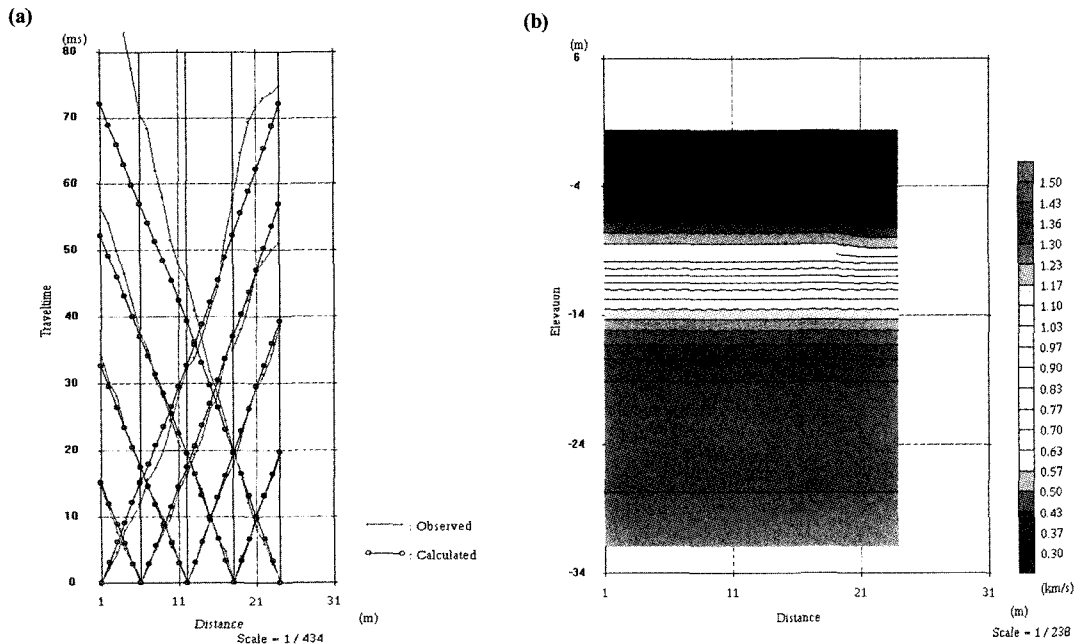 (a)
(ms)
80
70
60
50
40
30
20
10
0
Traveltime
1
11
21
31
(m)
Distance
Scale = 1 / 434
: Observed
: Calculated
(b)
(m)
6
-4
-14
-24
-34
Elevation
1
11
21
31
(m)
Distance
Scale = 1 / 238
1.50
1.43
1.36
1.30
1.23
1.17
1.10
1.03
0.97
0.90
0.83
0.77
0.70
0.63
0.57
0.50
0.43
0.37
0.30
(km/s)